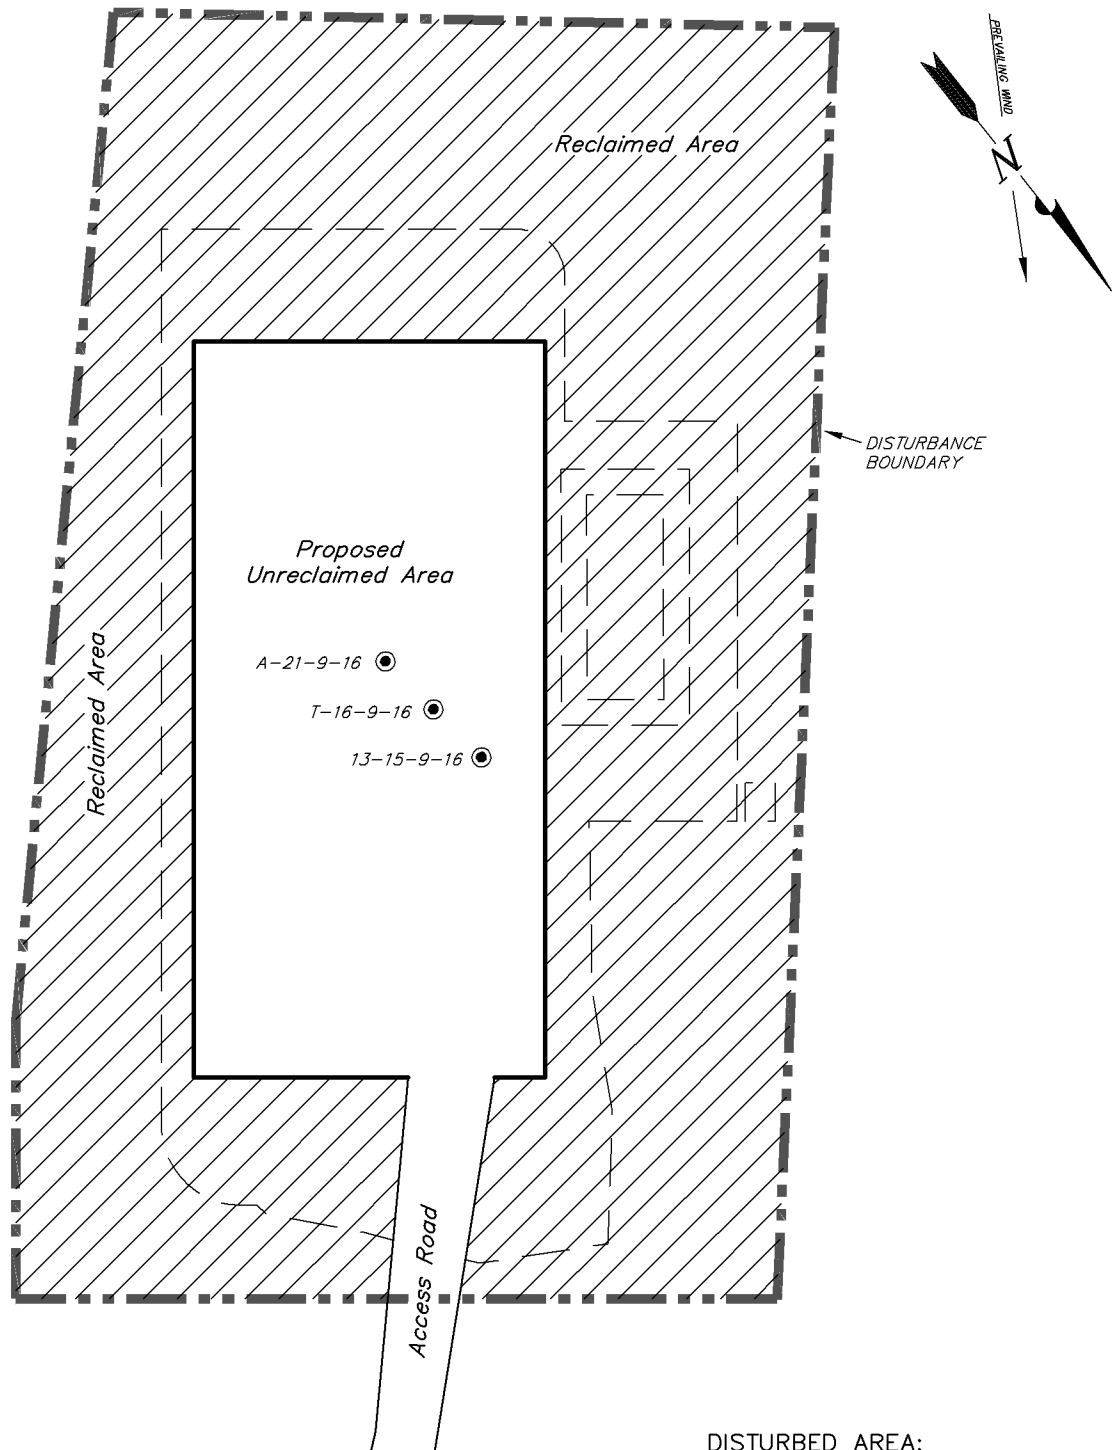 PREVAILING WIND
N
Reclaimed Area
DISTURBANCE
BOUNDARY
Proposed
Unreclaimed Area
Reclaimed Area
A-21-9-16
T-16-9-16
13-15-9-16
Access Road
DISTURBED AREA: